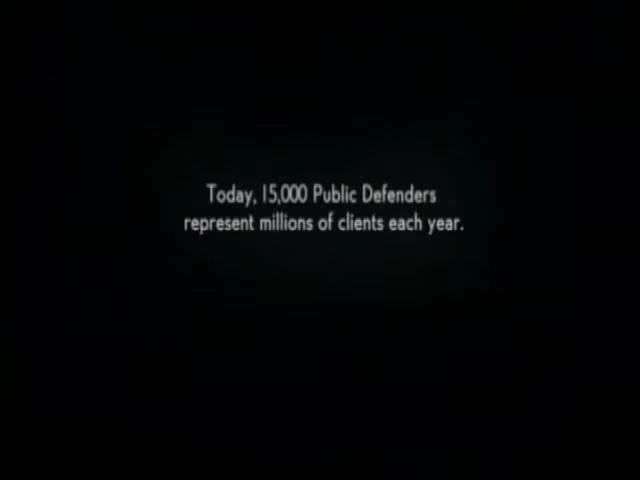 Today, 15,000 Public Defenders
represent millions of clients each year.